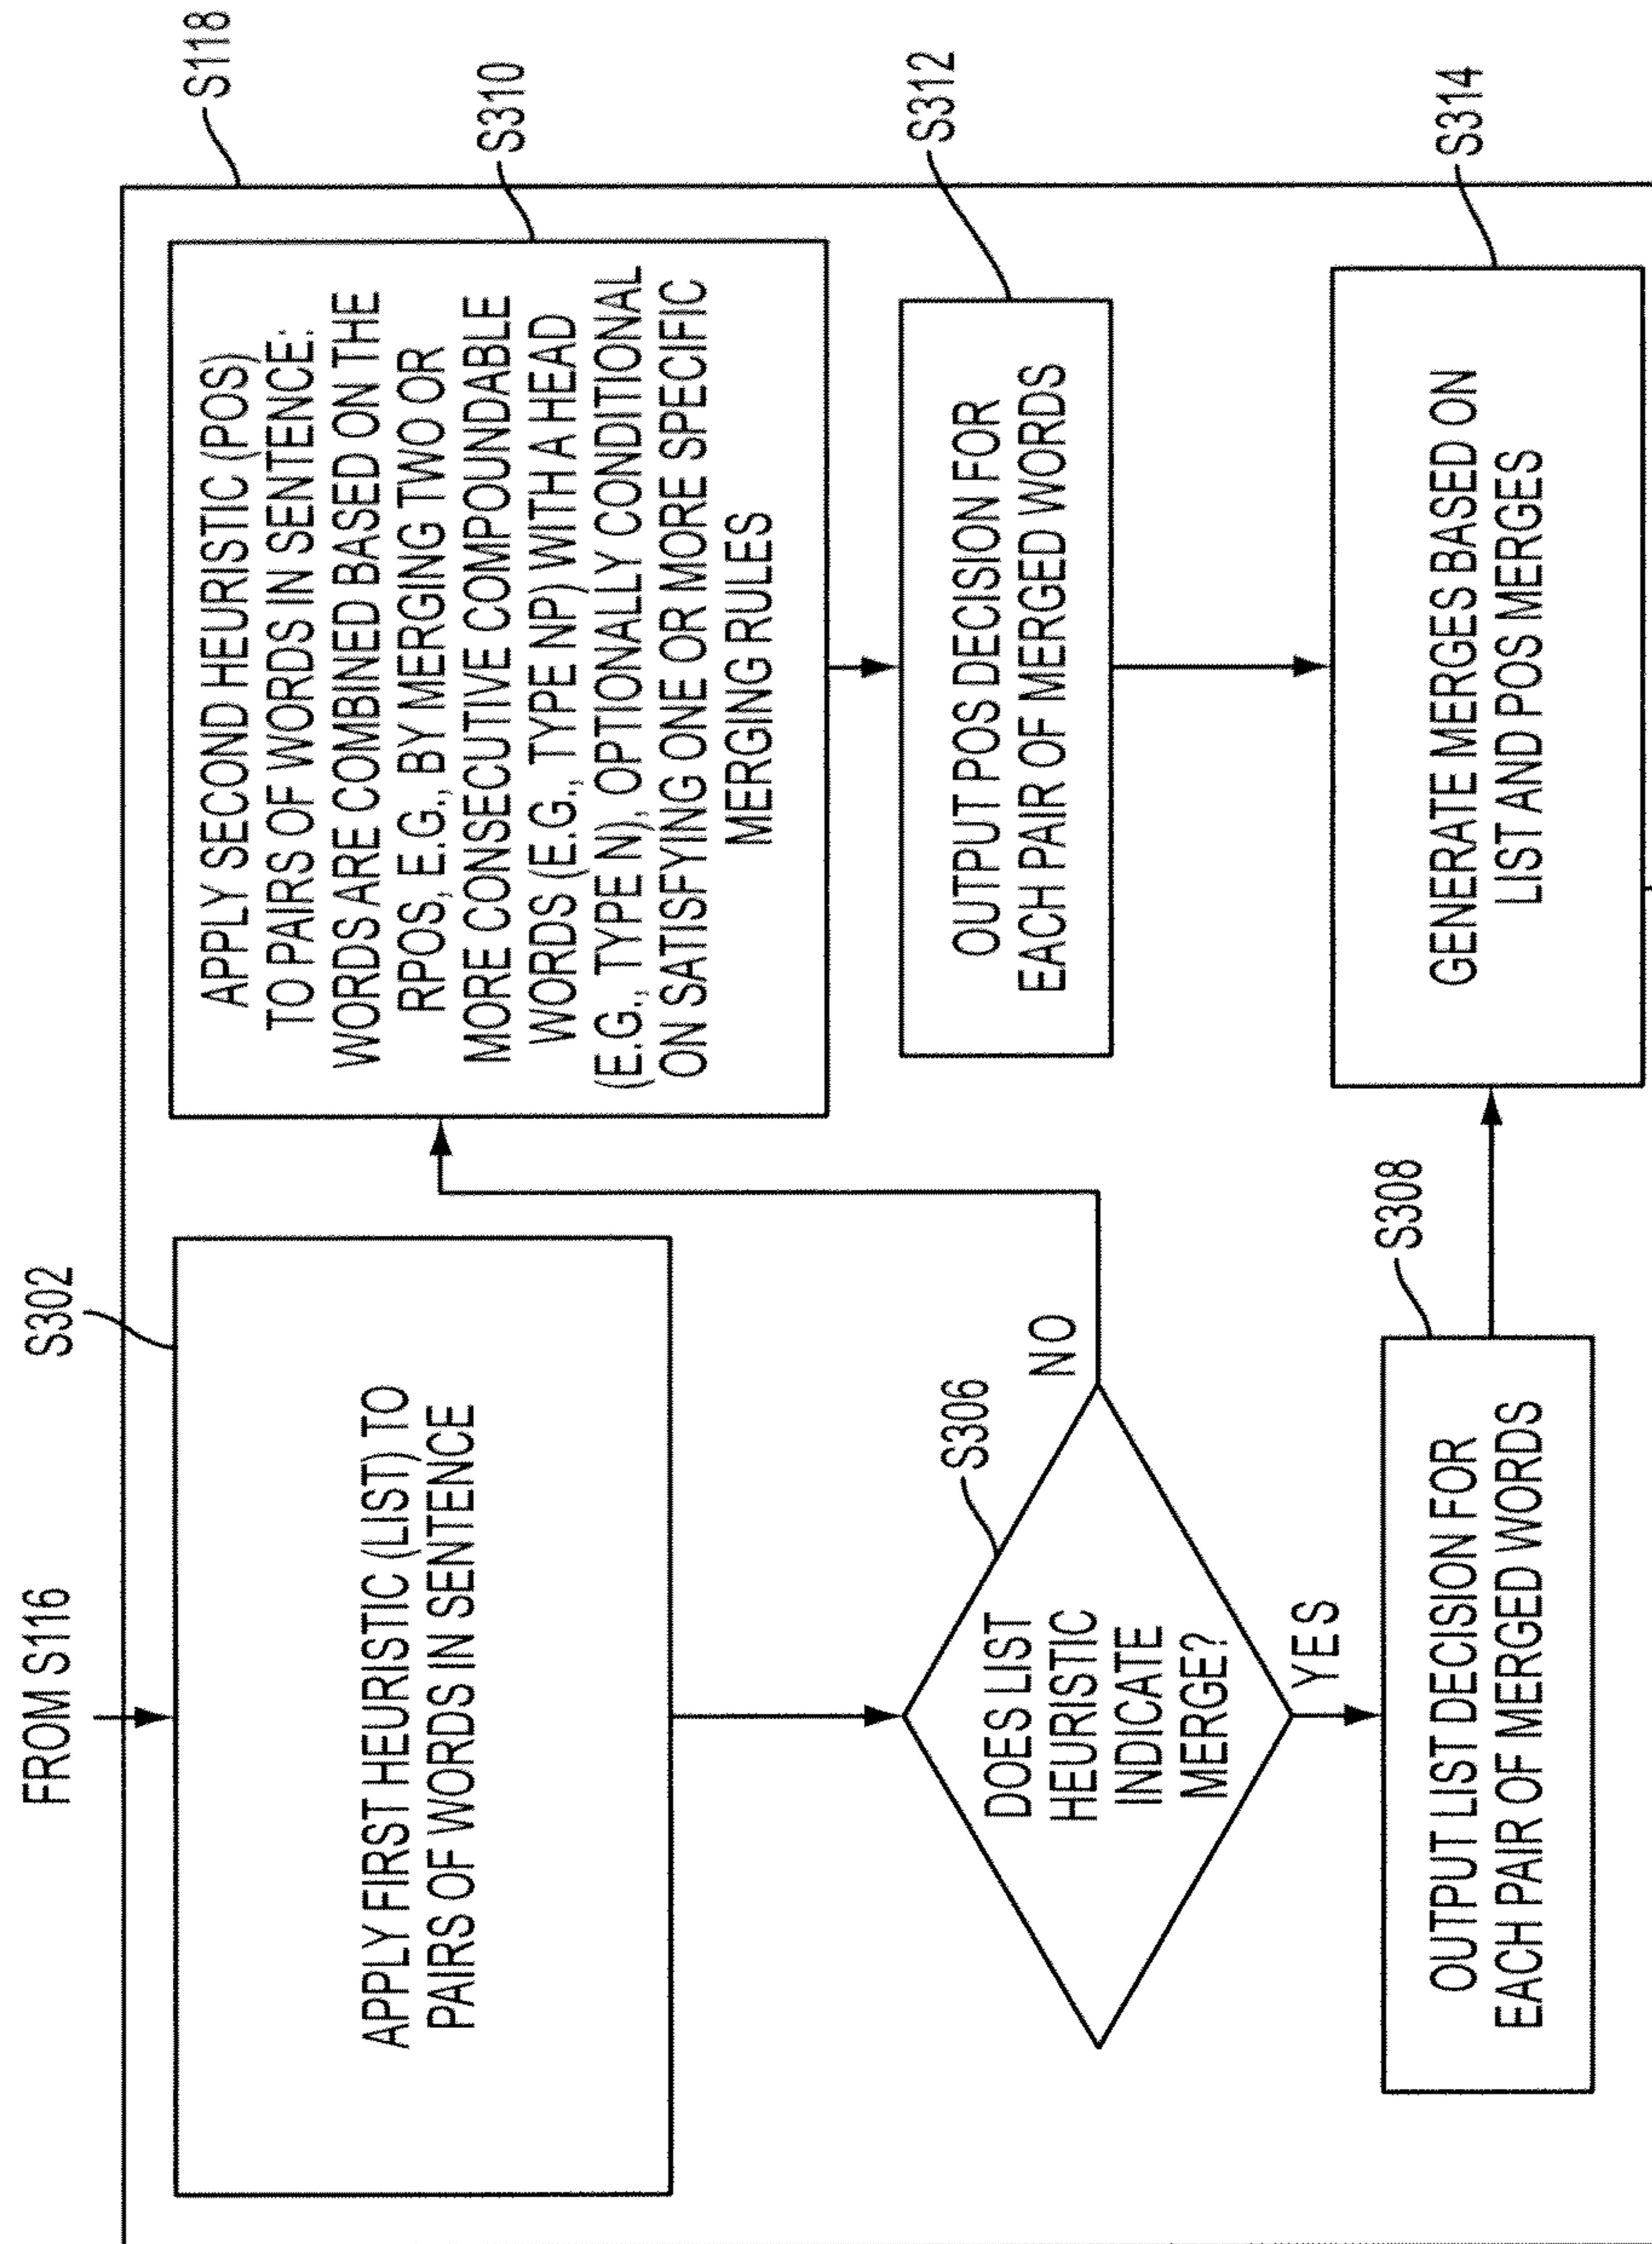 FROM S116
S302
S118
APPLY FIRST HEURISTIC (LIST) TO
PAIRS OF WORDS IN SENTENCE
S306
DOES LIST
HEURISTIC
INDICATE
MERGE?
NO
YES
S308
OUTPUT LIST DECISION FOR
EACH PAIR OF MERGED WORDS
S310
APPLY SECOND HEURISTIC (POS)
TO PAIRS OF WORDS IN SENTENCE:
WORDS ARE COMBINED BASED ON THE
RPOS, E.G., BY MERGING TWO OR
MORE CONSECUTIVE COMPOUNDABLE
WORDS (E.G., TYPE NP) WITH A HEAD
(E.G., TYPE N), OPTIONALLY CONDITIONAL
ON SATISFYING ONE OR MORE SPECIFIC
MERGING RULES
S312
OUTPUT POS DECISION FOR
EACH PAIR OF MERGED WORDS
S314
GENERATE MERGES BASED ON
LIST AND POS MERGES